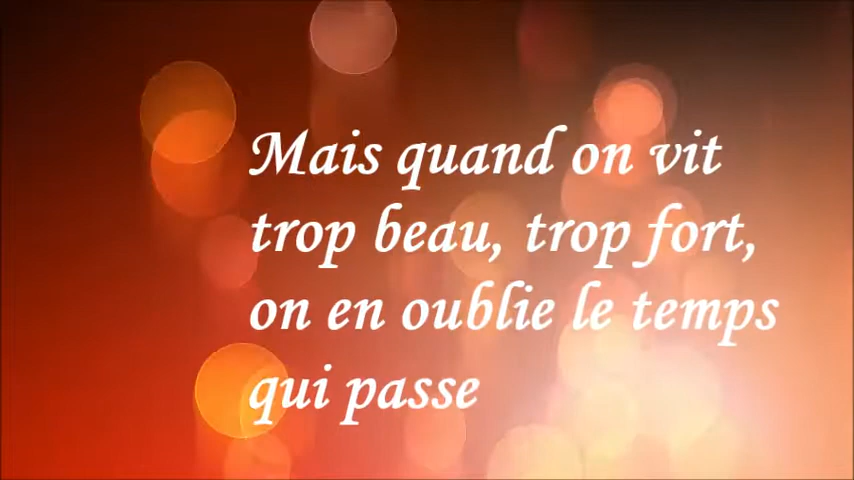 Mais quand on vit
trop beau, trop fort,
on en oublie le temps
qui passe